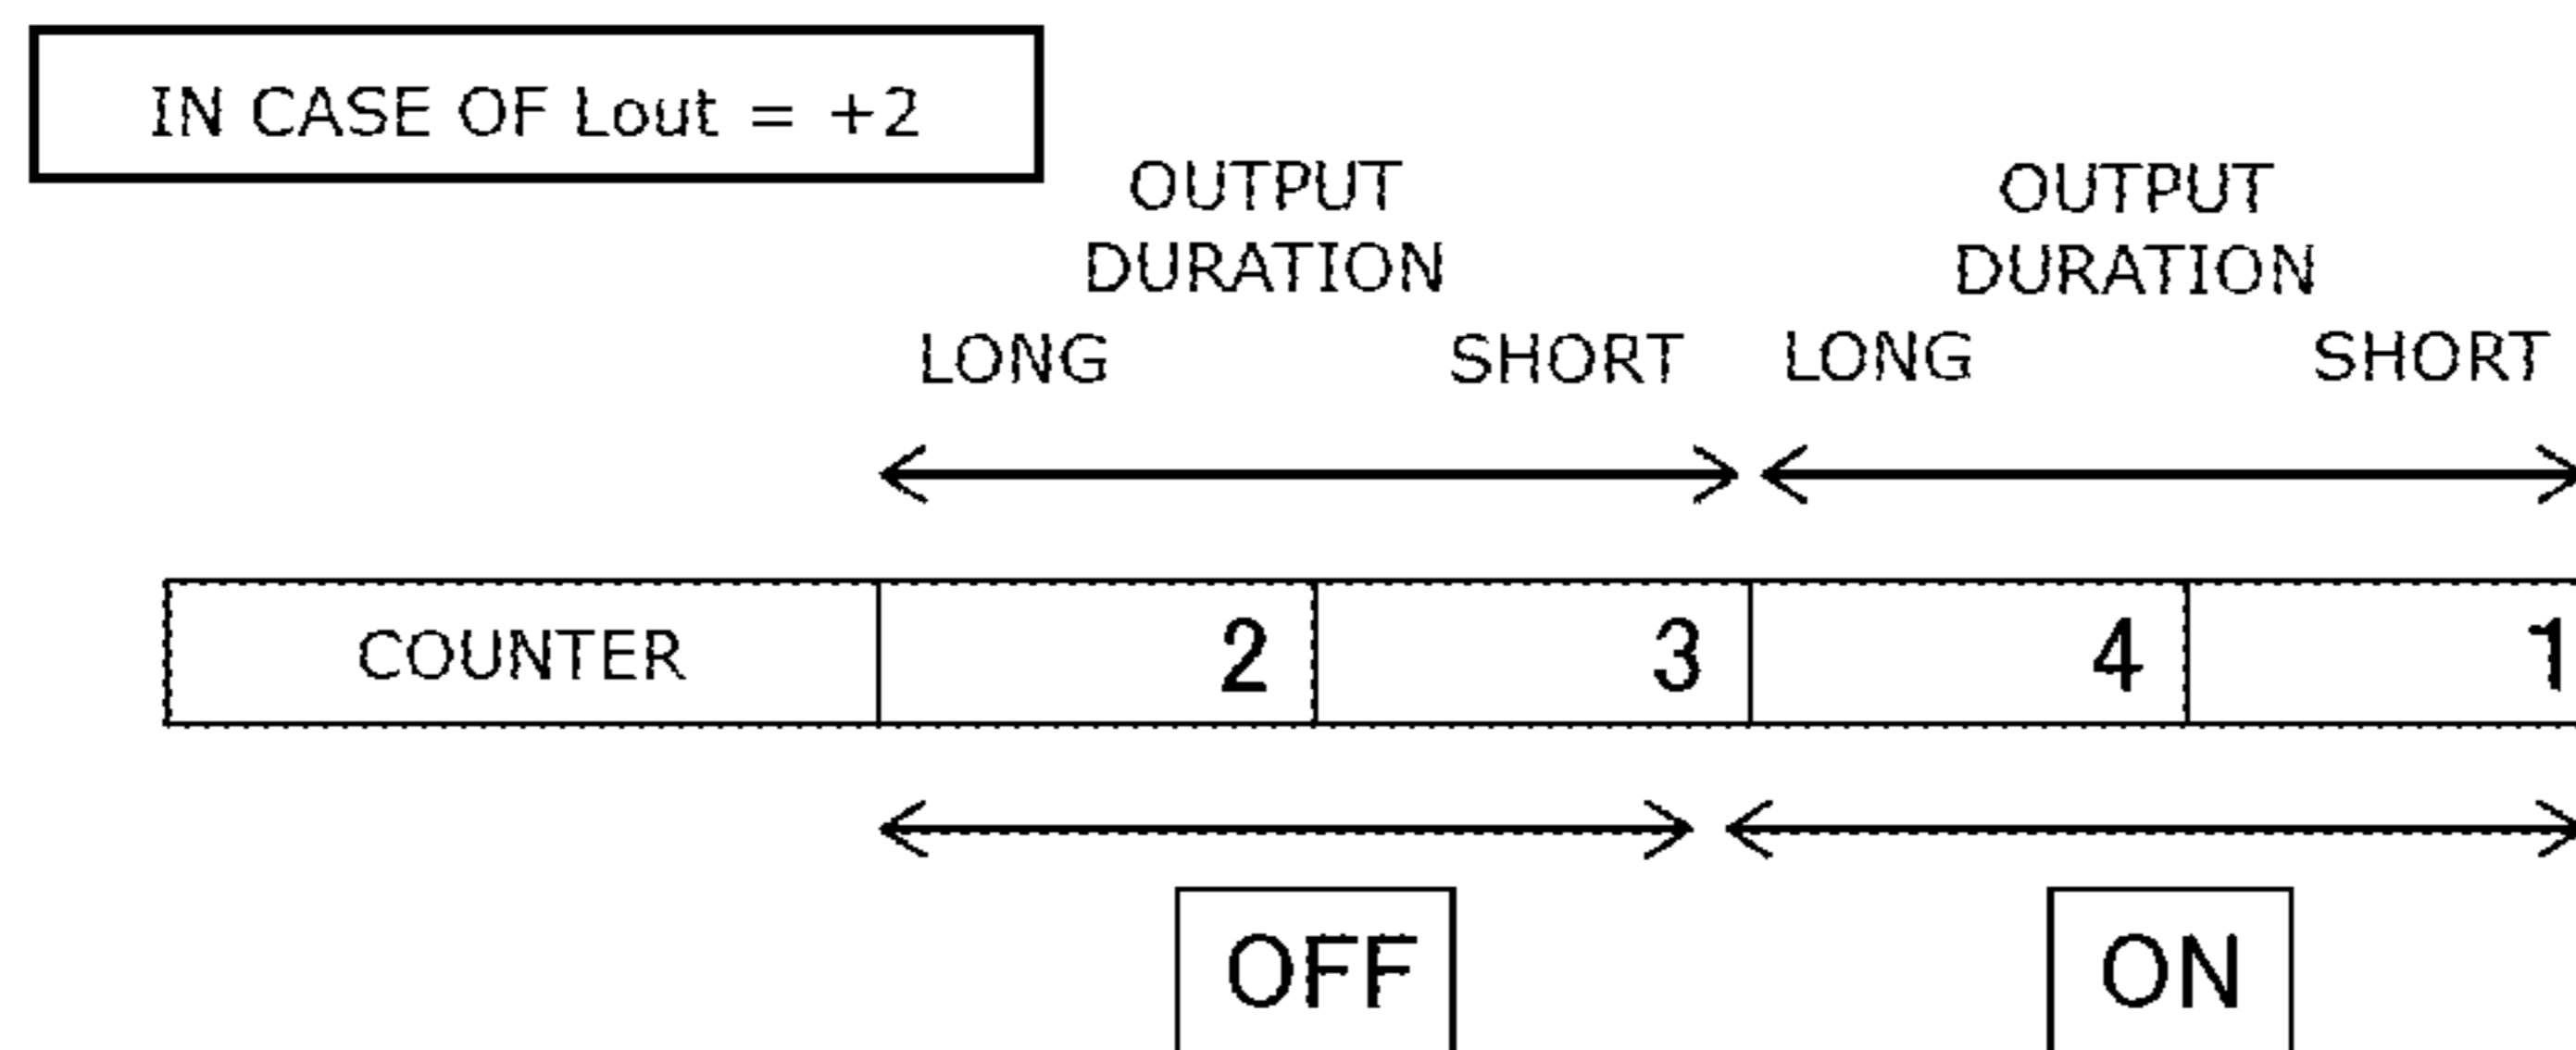 IN CASE OF Lout = +2
OUTPUT OUTPUT
DURATION DURATION
LONG SHORT LONG SHORT
COUNTER 2 3 4 1
OFF ON